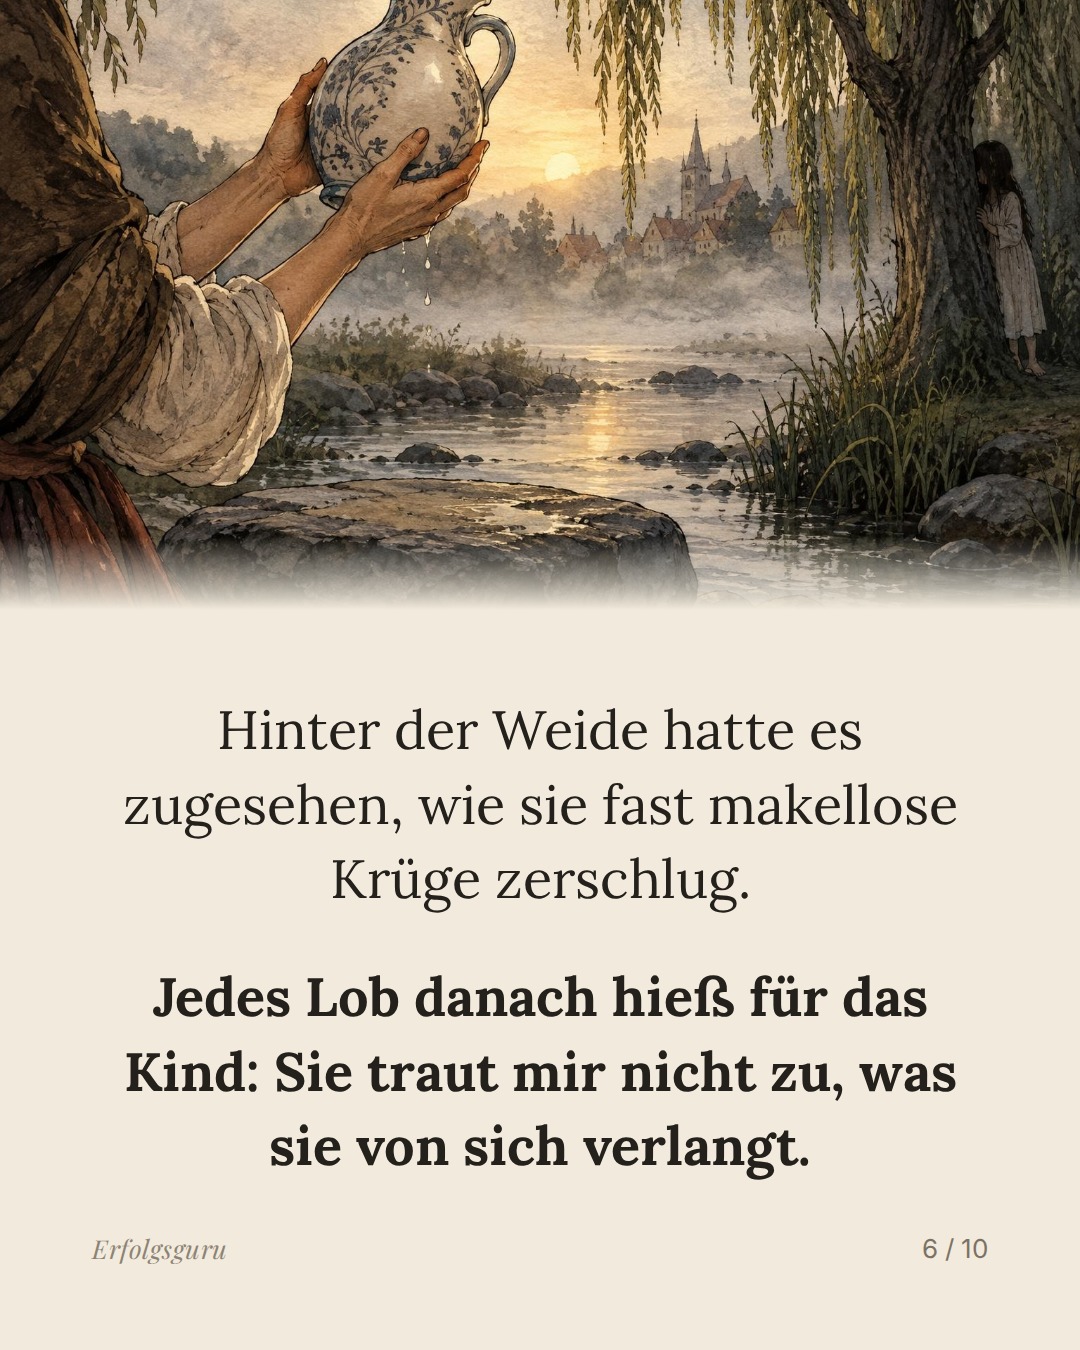 Hinter der Weide hatte es
zugesehen, wie sie fast makellose
Krüge zerschlug.
Jedes Lob danach hieß für das
Kind: Sie traut mir nicht zu, was
sie von sich verlangt.
Erfolgsguru
6 / 10